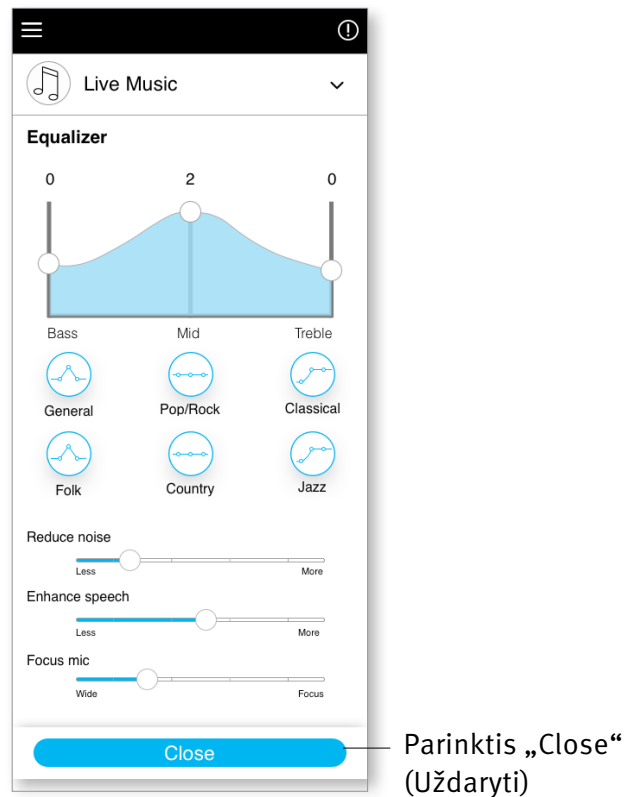 Live Music
Equalizer
0 2 0
Bass Mid Treble
General Pop/Rock Classical
Folk Country Jazz
Reduce noise
Less More
Enhance speech
Less More
Focus mic
Wide Focus
Close
Parinktis „Close“
(Uždaryti)